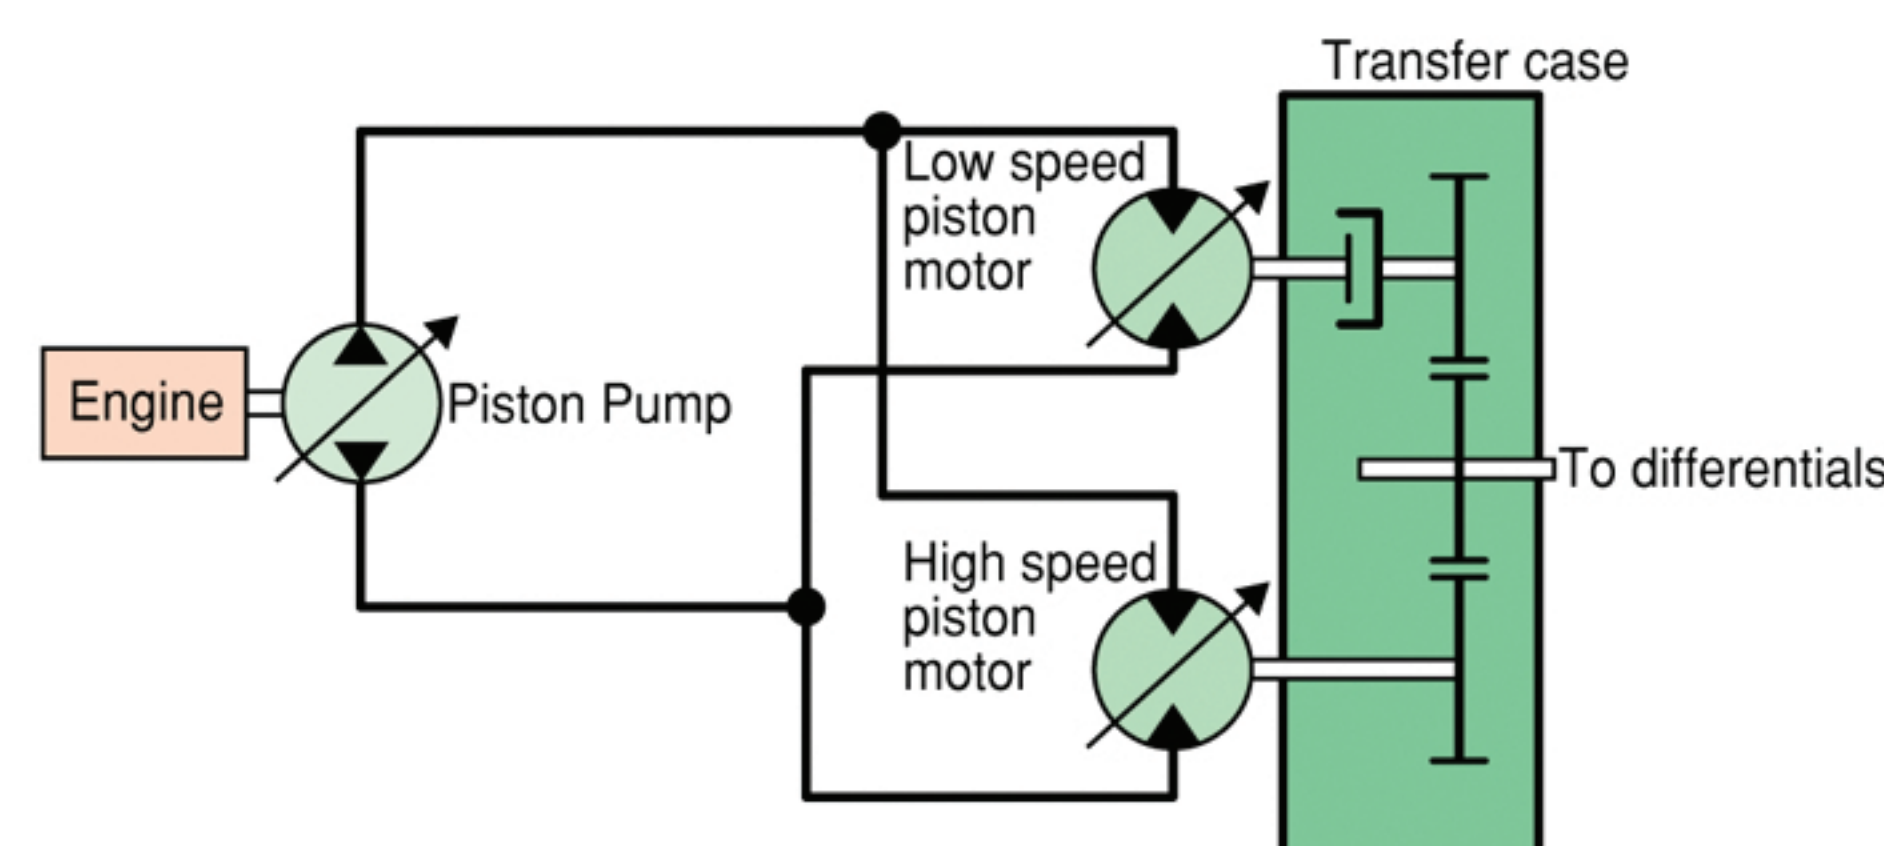 Transfer case
Low speed
piston
motor
Engine
Piston Pump
To differentials
High speed
piston
motor